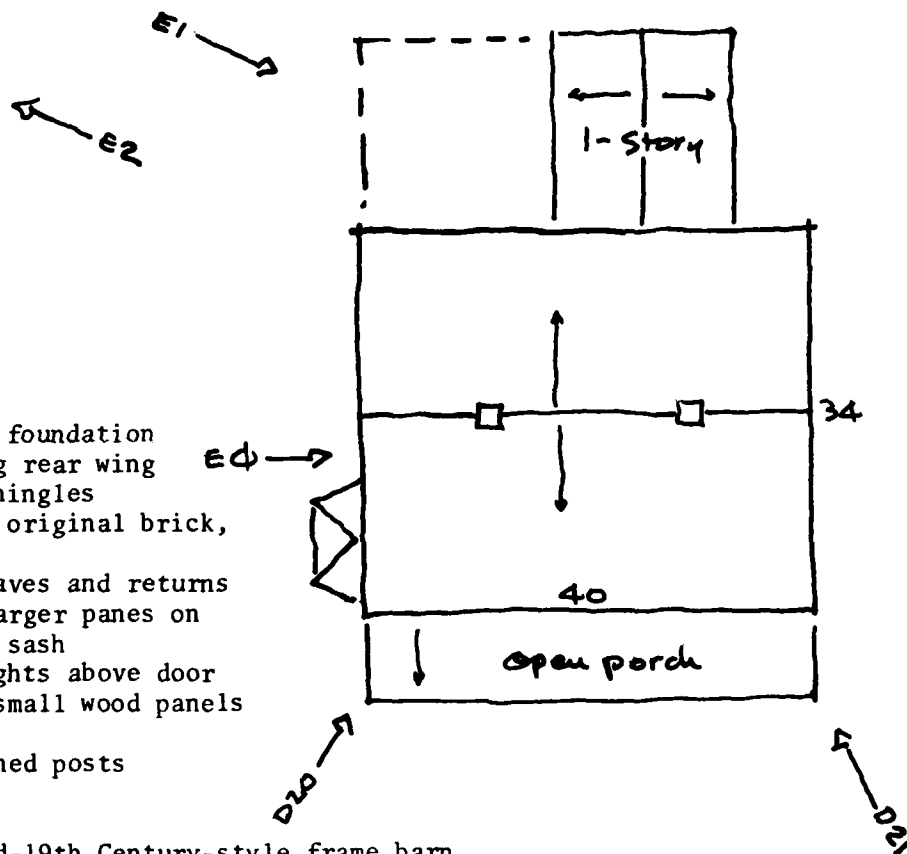 E1
E2
1-story
34
foundation
g rear wing
hingles
original brick,
EΦ
aves and returns
arger panes on
sash
ghts above door
small wood panels
ned posts
40
open porch
D20
D21
d-19th Century-style frame barn